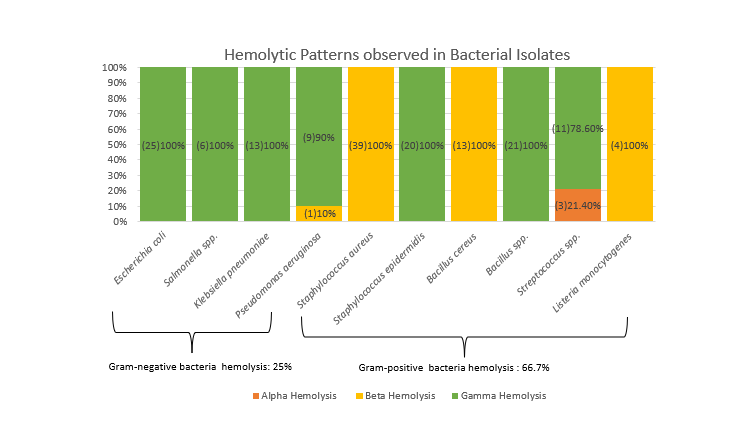 Hemolytic Patterns observed in Bacterial Isolates
100%
90%
80%
70%
60%
50%
40%
30%
20%
10%
0%
(25)100%
(6)100%
(13)100%
(9)90%
(1)10%
(39)100%
(20)100%
(13)100%
(21)100%
(11)78.60%
(3)21.40%
(4)100%
Escherichia coli
Salmonella spp.
Klebsiella pneumoniae
Pseudomonas aeruginosa
Staphylococcus aureus
Staphylococcus epidermidis
Bacillus cereus
Bacillus spp.
Streptococcus spp.
Listeria monocytogenes
Gram-negative bacteria hemolysis: 25%
Gram-positive bacteria hemolysis : 66.7%
Alpha Hemolysis
Beta Hemolysis
Gamma Hemolysis